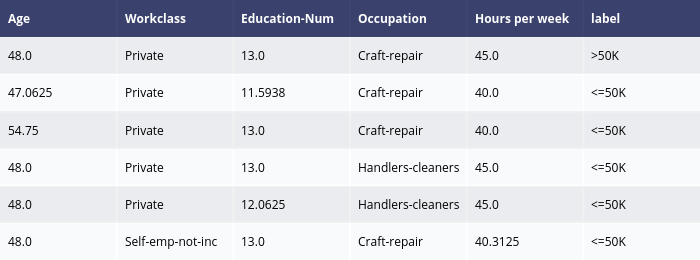 Age Workclass Education-Num Occupation Hours per week label
48.0 Private 13.0 Craft-repair 45.0 >50K
47.0625 Private 11.5938 Craft-repair 40.0 <=50K
54.75 Private 13.0 Craft-repair 40.0 <=50K
48.0 Private 13.0 Handlers-cleaners 45.0 <=50K
48.0 Private 12.0625 Handlers-cleaners 45.0 <=50K
48.0 Self-emp-not-inc 13.0 Craft-repair 40.3125 <=50K